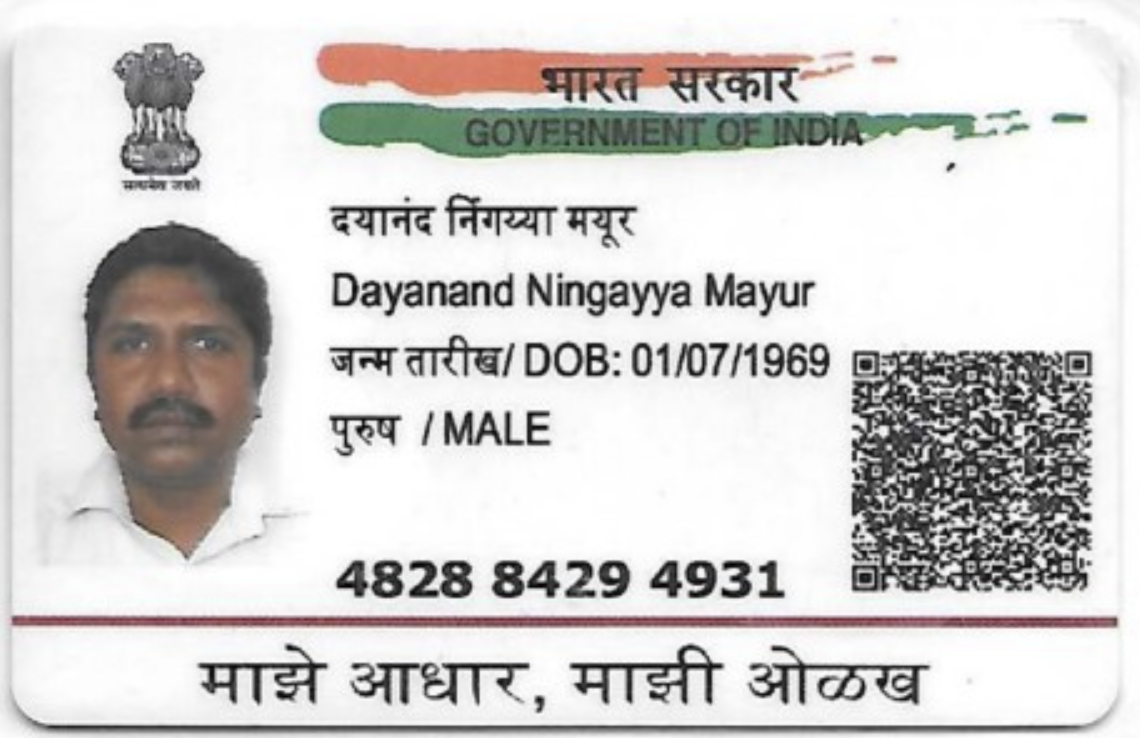 भारत सरकार
GOVERNMENT OF INDIA
सत्यमेव जयते
दयानंद निंगय्या मयूर
Dayanand Ningayya Mayur
जन्म तारीख/ DOB: 01/07/1969
पुरुष / MALE
4828 8429 4931
माझे आधार, माझी ओळख